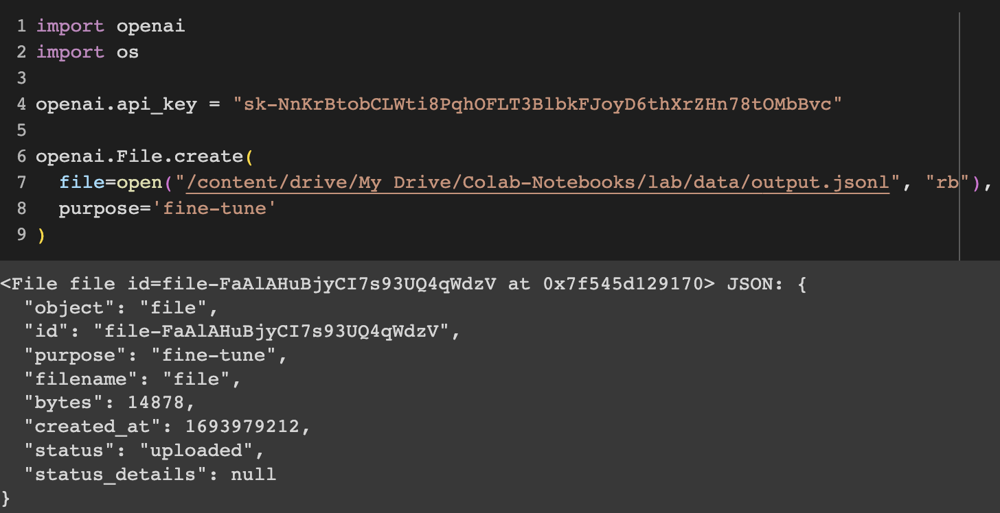 1 import openai
2 import os
3
4 openai.api_key = "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"
5
6 openai.File.create(
7   file=open("/content/drive/My Drive/Colab-Notebooks/lab/data/output.jsonl", "rb"),
8   purpose='fine-tune'
9 )
<File file id=file-FaAlAHuBjyCI7s93UQ4qWdzV at 0x7f545d129170> JSON: {
  "object": "file",
  "id": "file-FaAlAHuBjyCI7s93UQ4qWdzV",
  "purpose": "fine-tune",
  "filename": "file",
  "bytes": 14878,
  "created_at": 1693979212,
  "status": "uploaded",
  "status_details": null
}